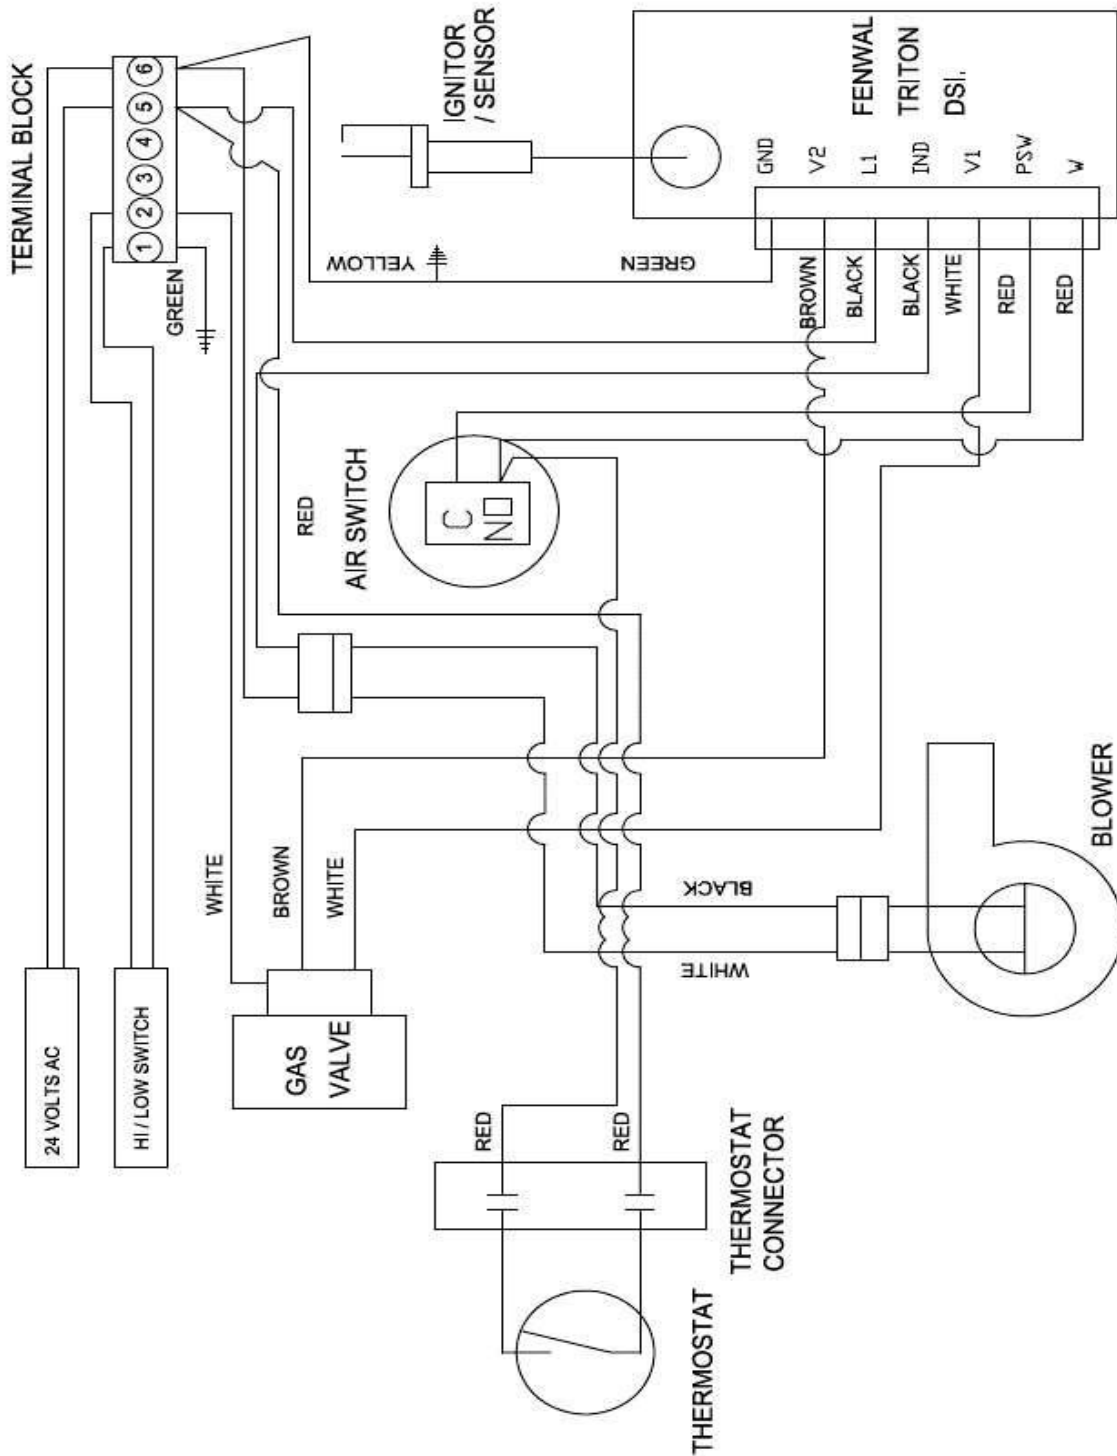 TERMINAL BLOCK
1
2
3
4
5
6
GREEN
YELLOW
GREEN
IGNITOR
/ SENSOR
FENWAL
TRITON
DSI.
GND
V2
L1
IND
V1
PSW
W
BROWN
BLACK
BLACK
WHITE
RED
RED
RED
AIR SWITCH
C
NO
24 VOLTS AC
HI / LOW SWITCH
WHITE
BROWN
WHITE
GAS
VALVE
BLACK
WHITE
BLOWER
RED
RED
THERMOSTAT
CONNECTOR
THERMOSTAT